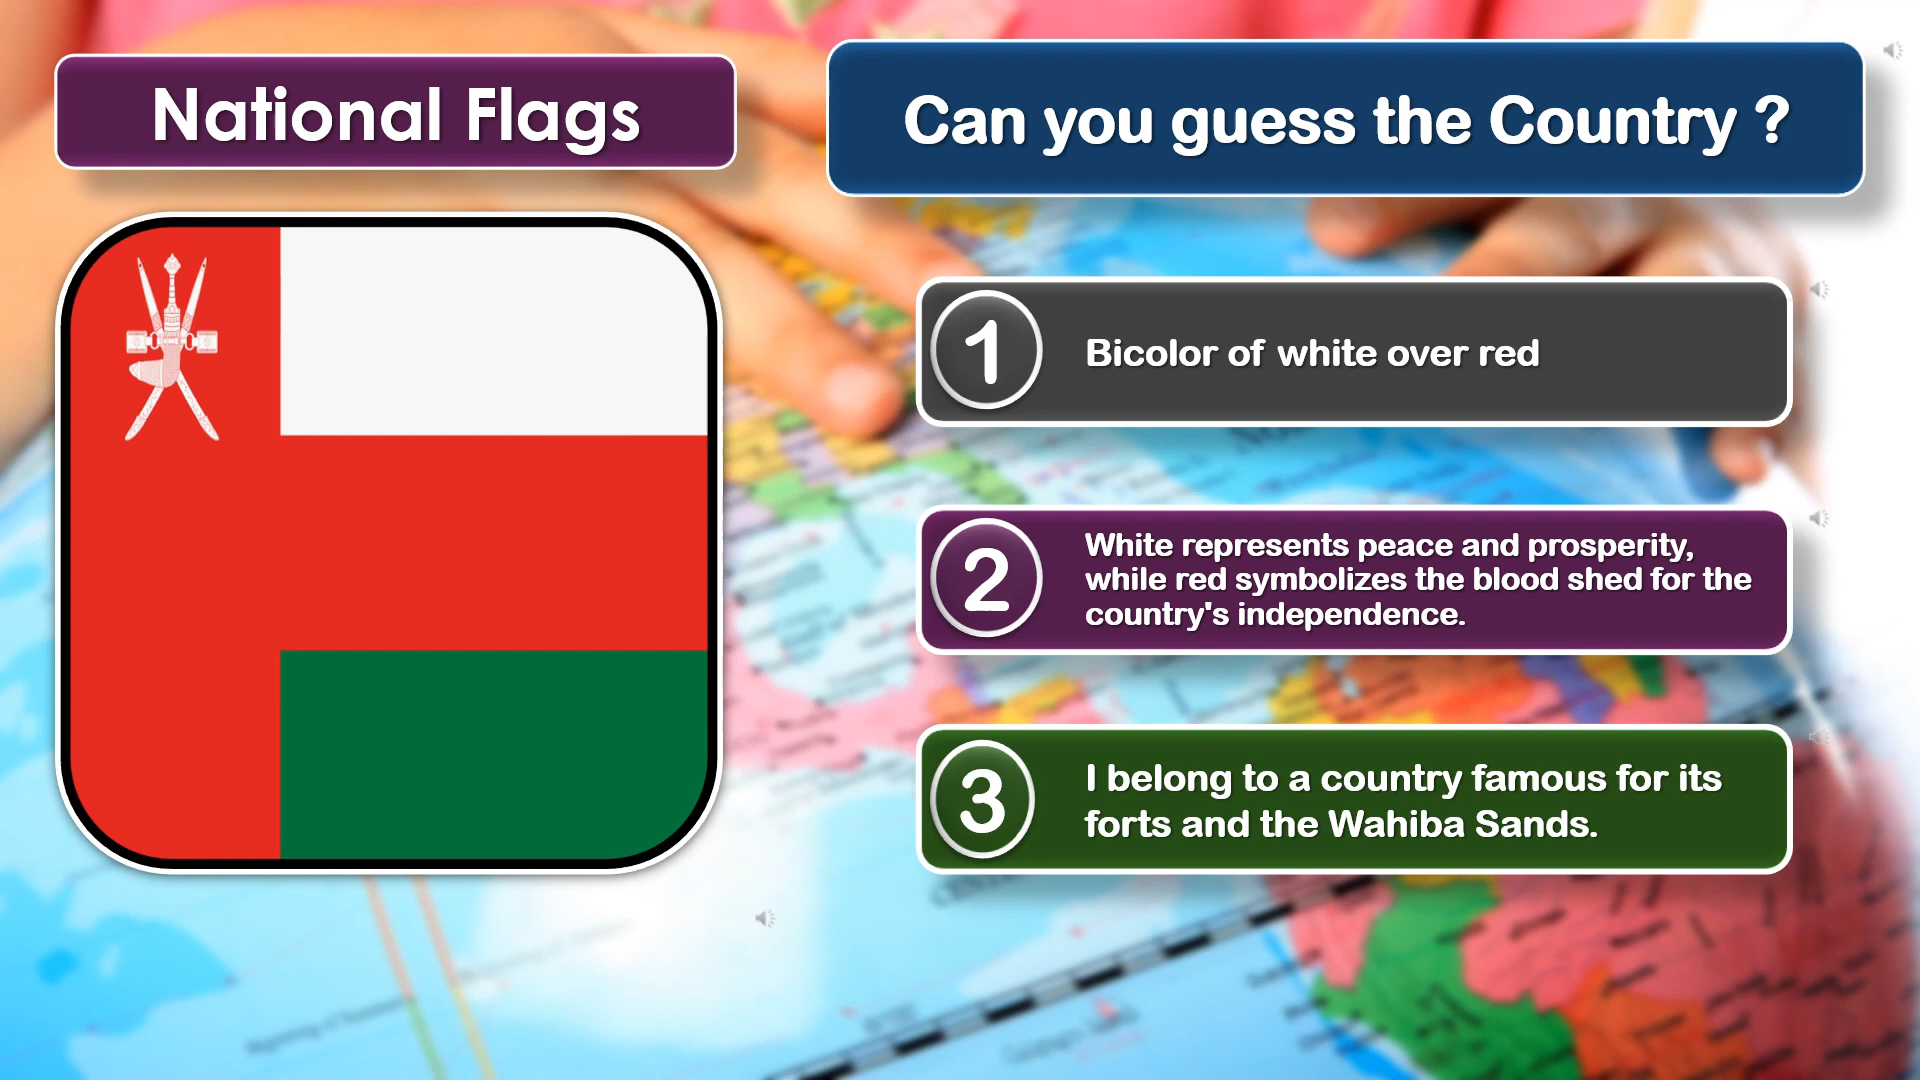 National Flags
Can you guess the Country ?
1
Bicolor of white over red
2
White represents peace and prosperity,
while red symbolizes the blood shed for the
country's independence.
3
I belong to a country famous for its
forts and the Wahiba Sands.